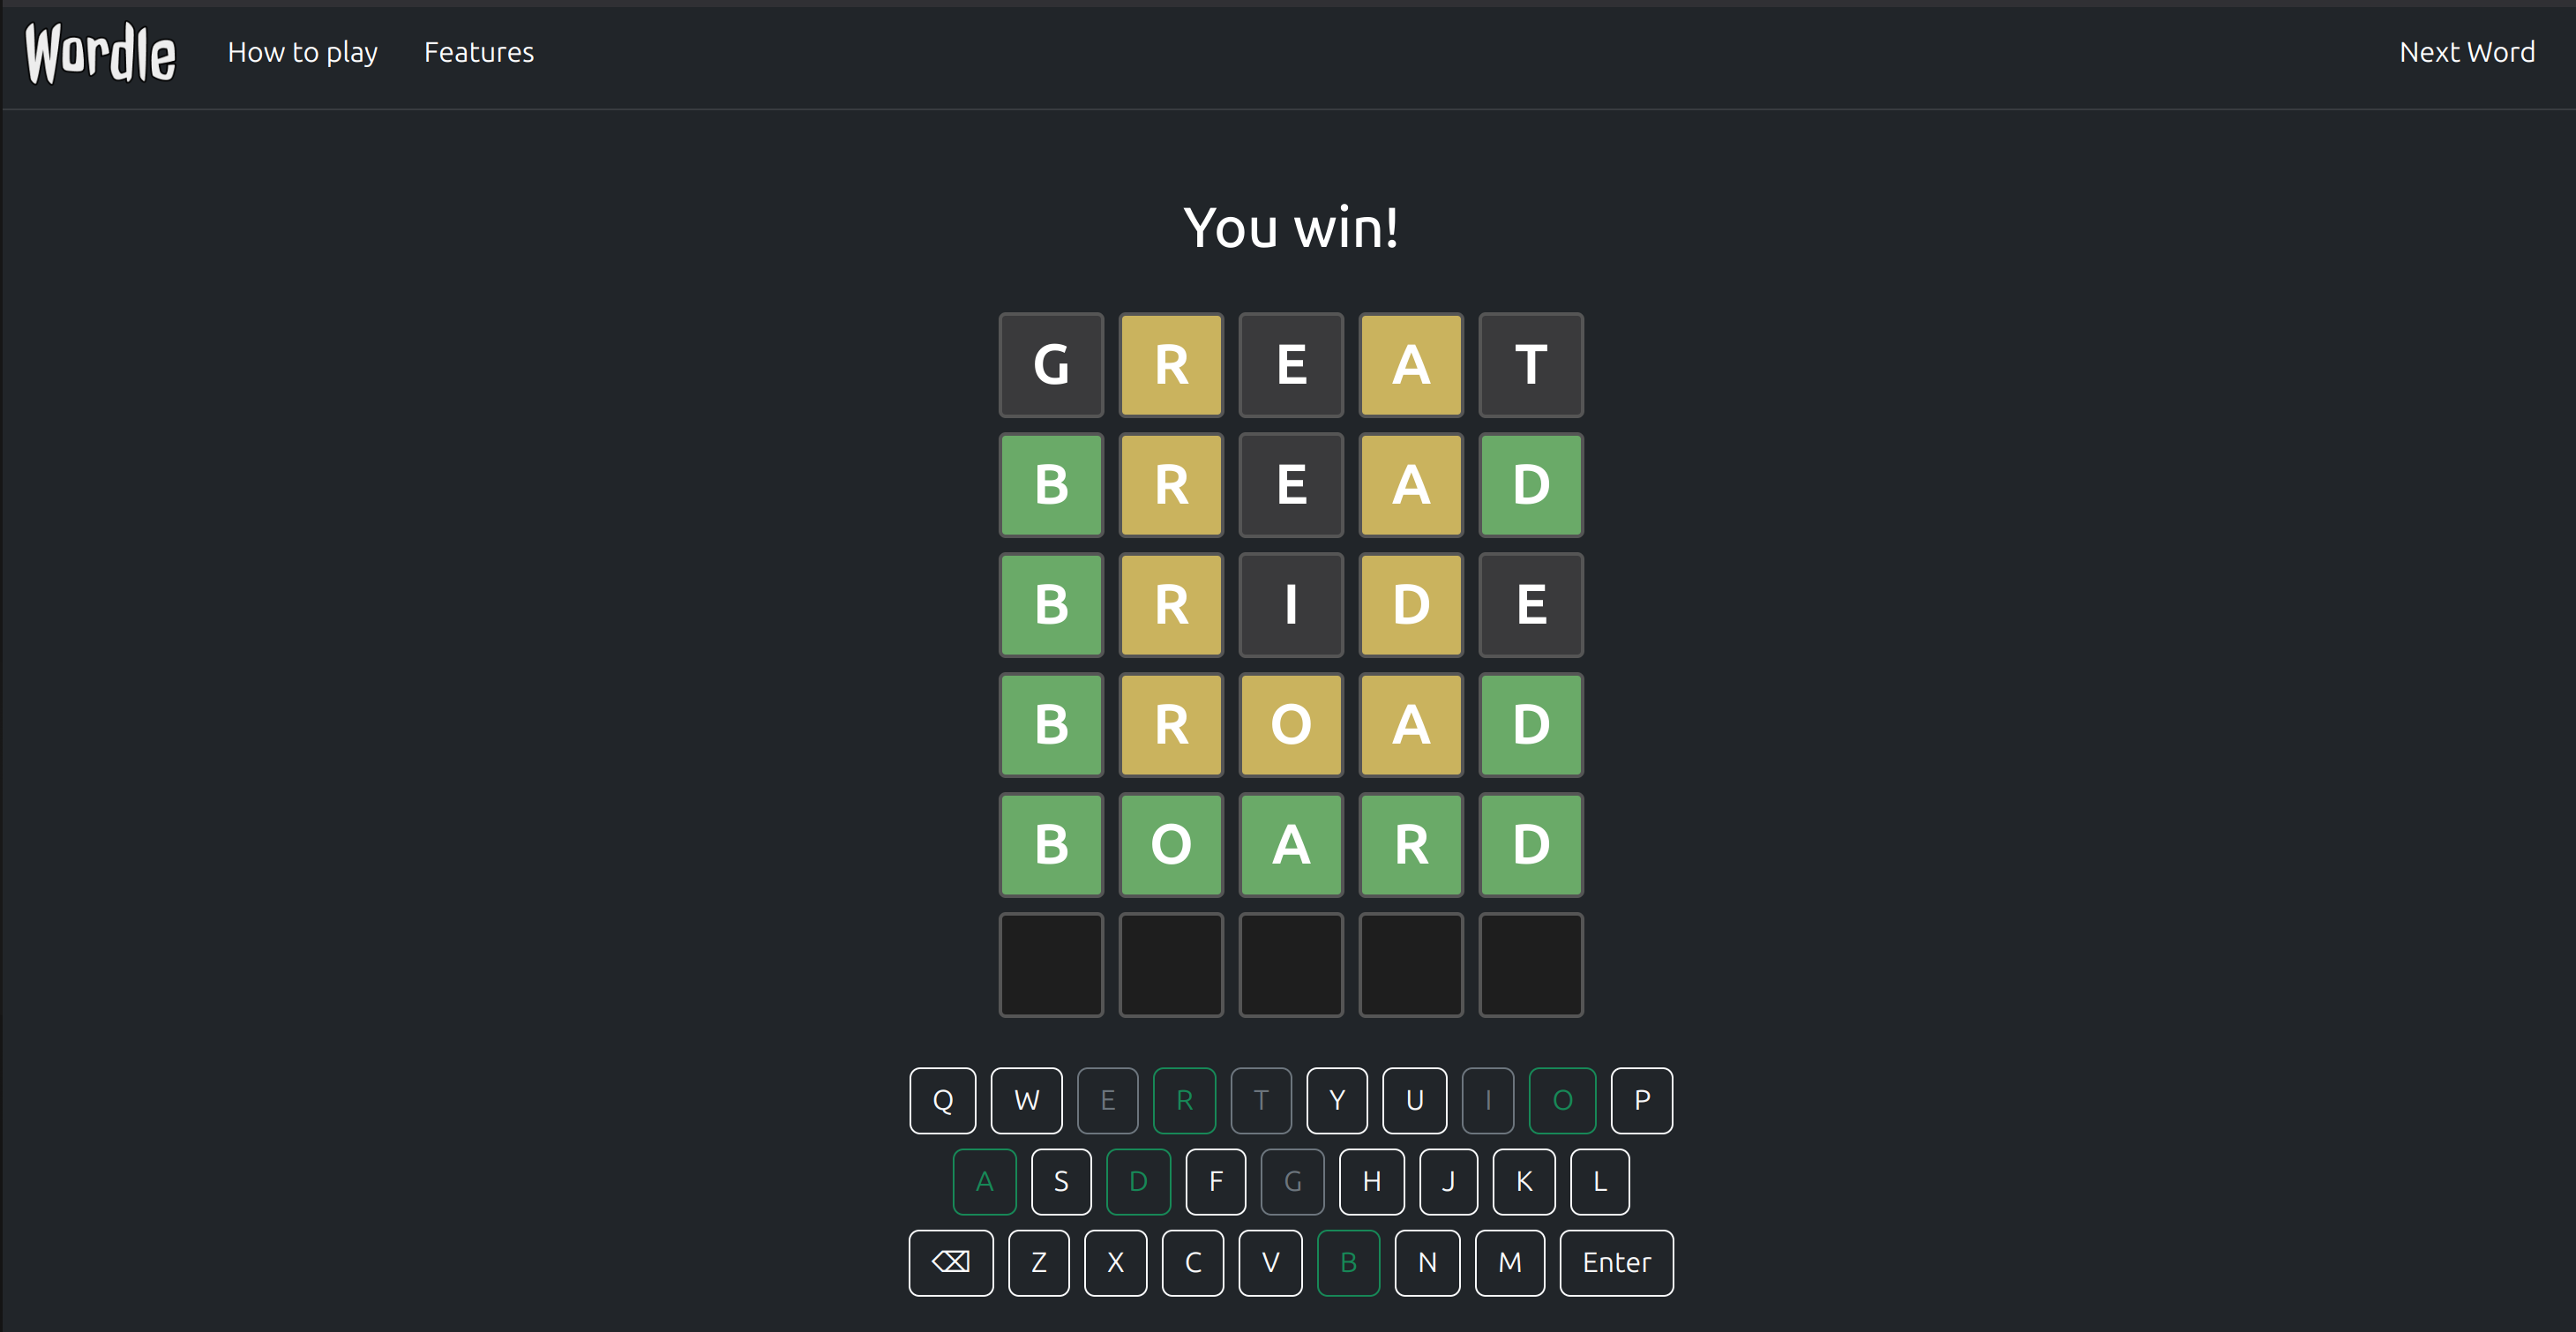 Wordle How to play Features Next Word
You win!
G R E A T
B R E A D
B R I D E
B R O A D
B O A R D
Q W E R T Y U I O P
A S D F G H J K L
⌫ Z X C V B N M Enter